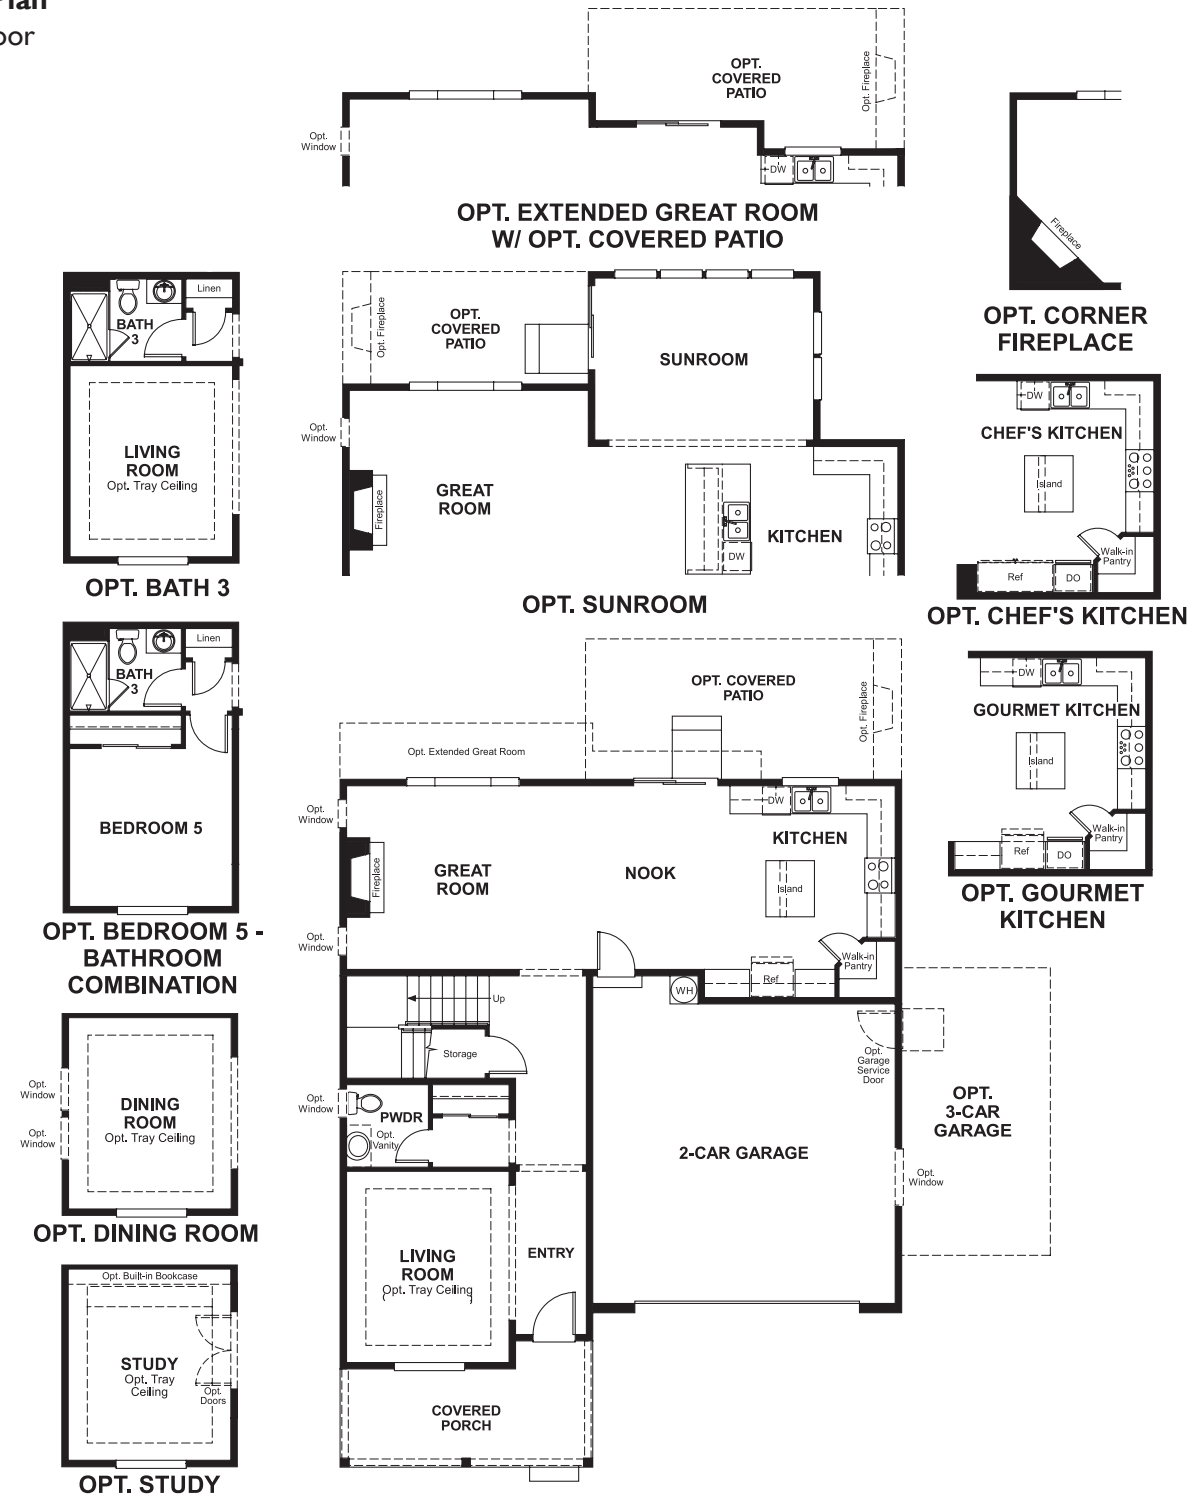 OPT.
COVERED
PATIO
Opt. Fireplace
Opt.
Window
DW
OPT. EXTENDED GREAT ROOM
W/ OPT. COVERED PATIO
Fireplace
OPT. CORNER
FIREPLACE
Linen
BATH
3
LIVING
ROOM
Opt. Tray Ceiling
OPT. BATH 3
Opt. Fireplace
OPT.
COVERED
PATIO
SUNROOM
Opt.
Window
GREAT
ROOM
Fireplace
KITCHEN
DW
OPT. SUNROOM
DW
CHEF'S KITCHEN
Island
Walk-in
Pantry
Ref
DO
OPT. CHEF'S KITCHEN
Linen
BATH
3
BEDROOM 5
OPT. BEDROOM 5 -
BATHROOM
COMBINATION
DW
GOURMET KITCHEN
Island
Walk-in
Pantry
Ref
DO
OPT. GOURMET
KITCHEN
OPT. COVERED
PATIO
Opt. Fireplace
Opt. Extended Great Room
Opt.
Window
DW
KITCHEN
Fireplace
GREAT
ROOM
NOOK
Island
Opt.
Window
Walk-in
Pantry
Ref
WH
Up
Storage
Opt.
Garage
Service
Door
Opt.
Window
PWDR
Opt.
Vanity
2-CAR GARAGE
OPT.
3-CAR
GARAGE
Opt.
Window
LIVING
ROOM
Opt. Tray Ceiling
ENTRY
COVERED
PORCH
Opt.
Window
Opt.
Window
DINING
ROOM
Opt. Tray Ceiling
OPT. DINING ROOM
Opt. Built-in Bookcase
STUDY
Opt. Tray
Ceiling
Opt.
Doors
OPT. STUDY